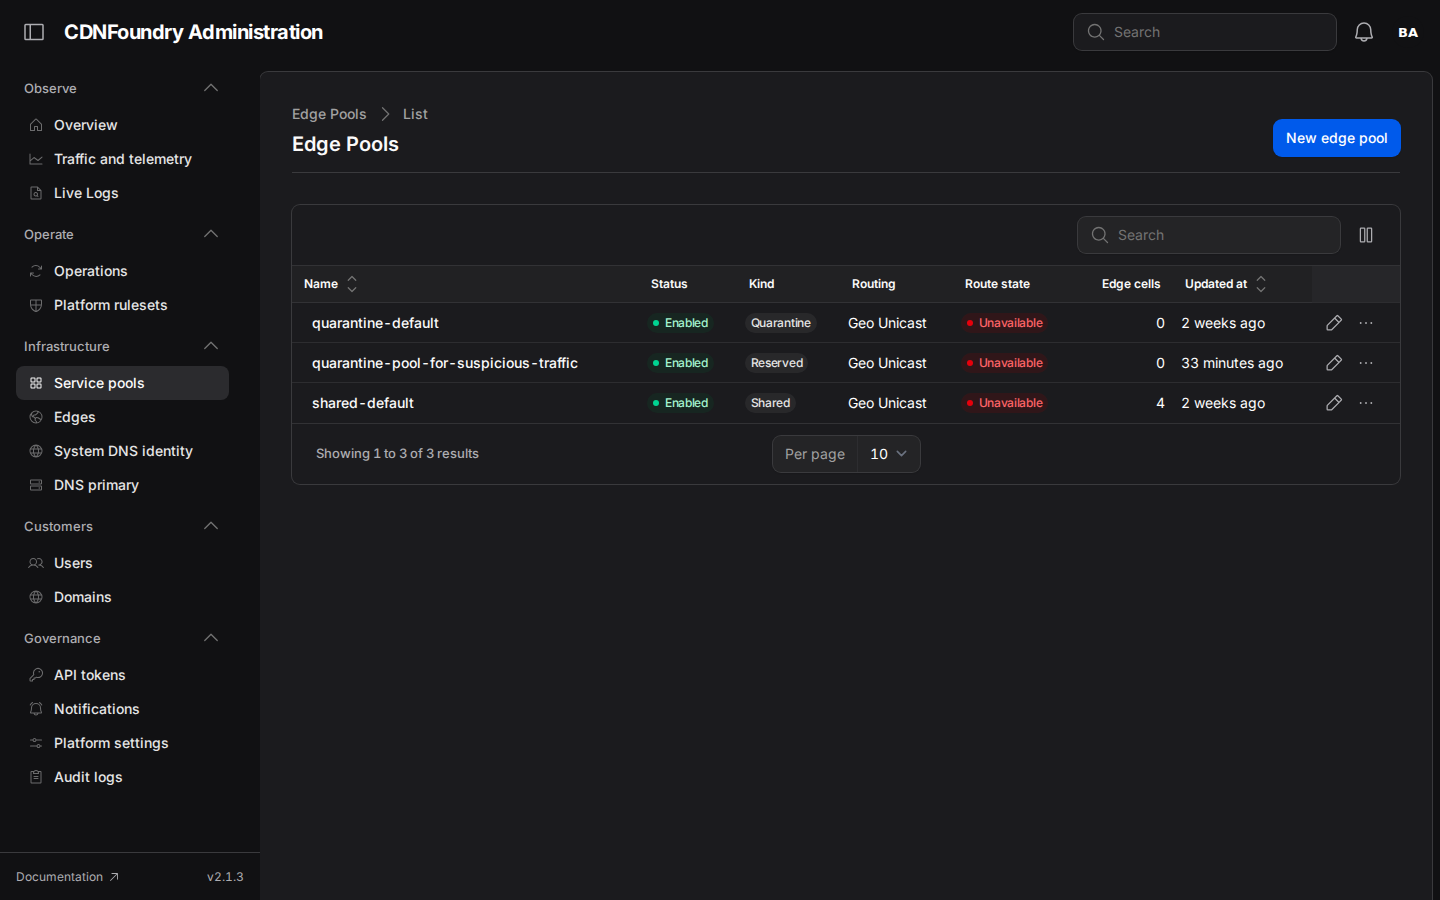 CDNFoundry Administration
Search
BA
Observe
Overview
Traffic and telemetry
Live Logs
Operate
Operations
Platform rulesets
Infrastructure
Service pools
Edges
System DNS identity
DNS primary
Customers
Users
Domains
Governance
API tokens
Notifications
Platform settings
Audit logs
Documentation
v2.1.3
Edge Pools List
Edge Pools
New edge pool
Search
Name Status Kind Routing Route state Edge cells Updated at
quarantine-default Enabled Quarantine Geo Unicast Unavailable 0 2 weeks ago
quarantine-pool-for-suspicious-traffic Enabled Reserved Geo Unicast Unavailable 0 33 minutes ago
shared-default Enabled Shared Geo Unicast Unavailable 4 2 weeks ago
Showing 1 to 3 of 3 results
Per page 10